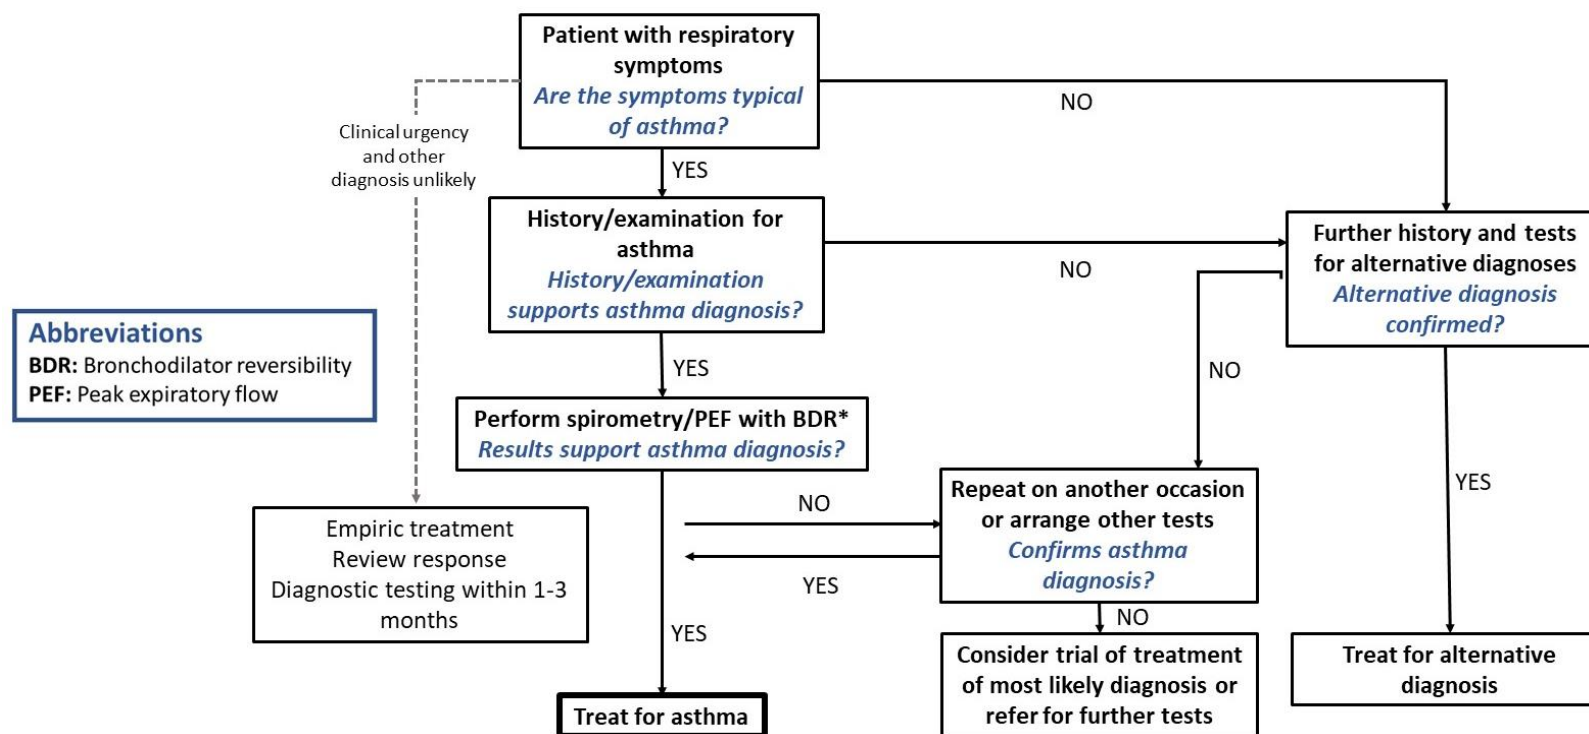 Patient with respiratory
symptoms
Are the symptoms typical
of asthma?
NO
Clinical urgency
and other
diagnosis unlikely
YES
History/examination for
asthma
History/examination
supports asthma diagnosis?
NO
Further history and tests
for alternative diagnoses
Alternative diagnosis
confirmed?
Abbreviations
BDR: Bronchodilator reversibility
PEF: Peak expiratory flow
YES
NO
Perform spirometry/PEF with BDR*
Results support asthma diagnosis?
YES
NO
Repeat on another occasion
or arrange other tests
Confirms asthma
diagnosis?
YES
Empiric treatment
Review response
Diagnostic testing within 1-3
months
YES
NO
Consider trial of treatment
of most likely diagnosis or
refer for further tests
Treat for alternative
diagnosis
Treat for asthma